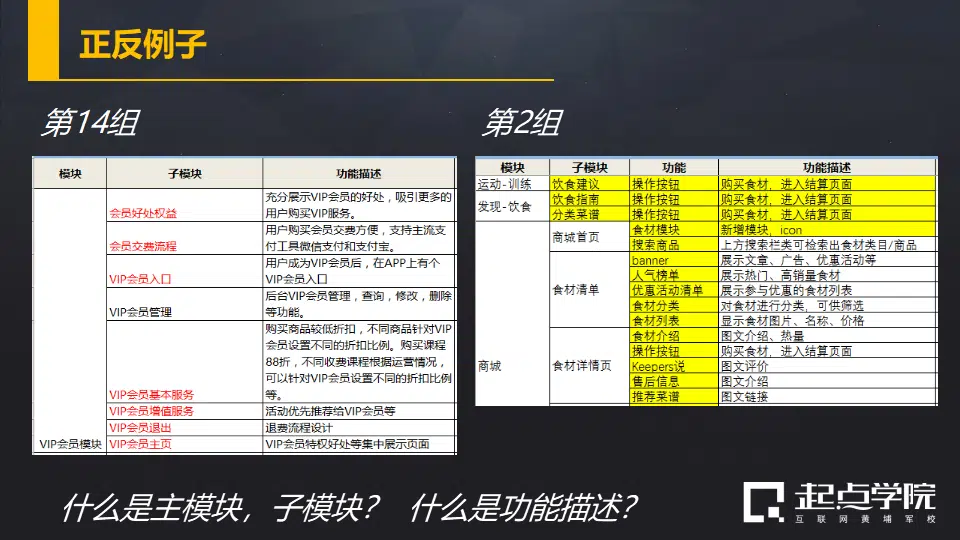 正反例子
第14组
模块 子模块 功能描述
会员好处权益 充分展示VIP会员的好处，吸引更多的
用户购买VIP服务。
会员交费流程 用户购买会员交费方便，支持主流支
付工具微信支付和支付宝。
VIP会员入口 用户成为VIP会员后，在APP上有个
VIP会员入口
VIP会员管理 后台VIP会员管理，查询，修改，删除
等功能。
购买商品较低折扣，不同商品针对VIP
会员设置不同的折扣比例。购买课程
88折，不同收费课程根据运营情况，
可以针对VIP会员设置不同的折扣比例
VIP会员基本服务 等。
VIP会员增值服务 活动优先推荐给VIP会员等
VIP会员退出 退费流程设计
VIP会员模块 VIP会员主页 VIP会员特权好处等集中展示页面
第2组
模块 子模块 功能 功能描述
运动-训练 饮食建议 操作按钮 购买食材，进入结算页面
发现-饮食 饮食指南 操作按钮 购买食材，进入结算页面
分类菜谱 操作按钮 购买食材，进入结算页面
商城 商城首页 食材模块 新增模块，icon
搜索商品 上方搜索栏类可检索出食材类目/商品
食材清单 banner 展示文章、广告、优惠活动等
人气榜单 展示热门、高销量食材
优惠活动清单 展示参与优惠的食材列表
食材分类 对食材进行分类，可供筛选
食材列表 显示食材图片、名称、价格
食材详情页 食材介绍 图文介绍、热量
操作按钮 购买食材，进入结算页面
Keepers说 图文评价
售后信息 图文介绍
推荐菜谱 图文链接
什么是主模块，子模块？ 什么是功能描述？
起点学院
互联网黄埔军校